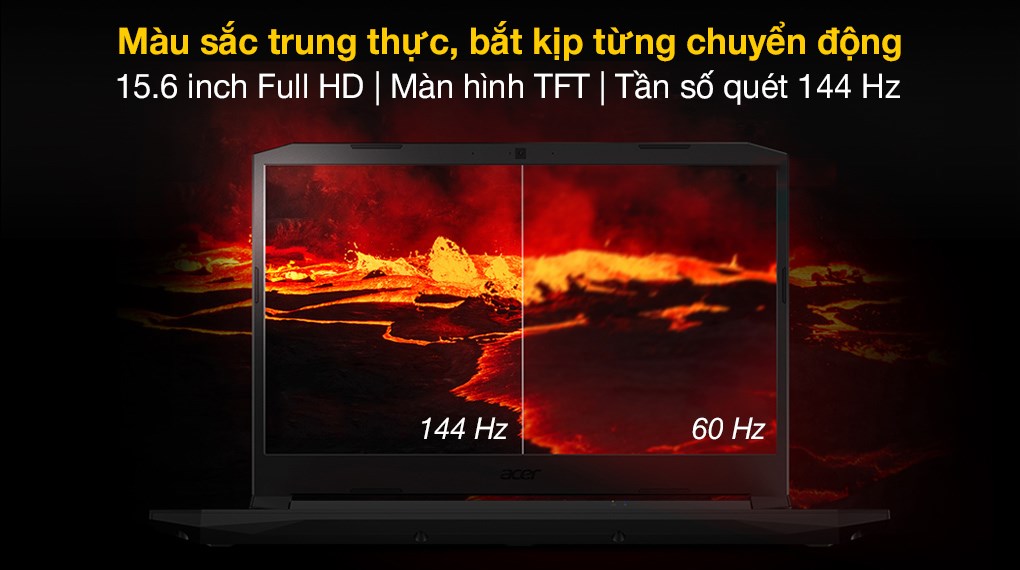 Màu sắc trung thực, bắt kịp từng chuyển động
15.6 inch Full HD | Màn hình TFT | Tần số quét 144 Hz
144 Hz
60 Hz
acer